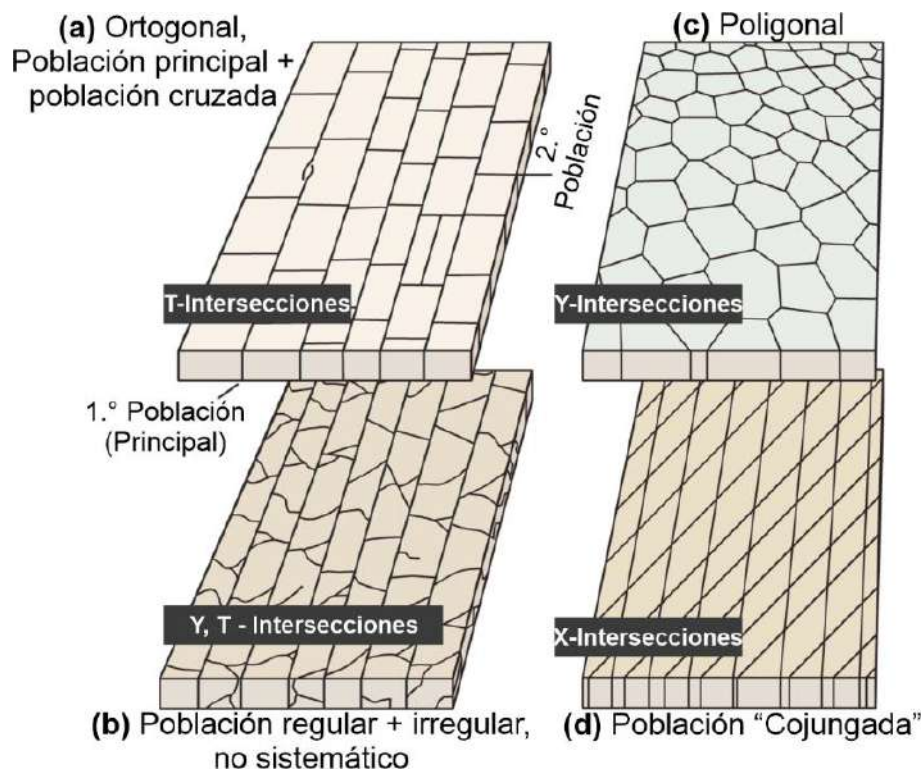 (a) Ortogonal,
Población principal +
población cruzada
2.°
Población
T-Intersecciones
1.° Población
(Principal)
(c) Poligonal
Y-Intersecciones
Y, T - Intersecciones
(b) Población regular + irregular,
no sistemático
X-Intersecciones
(d) Población “Cojungada”